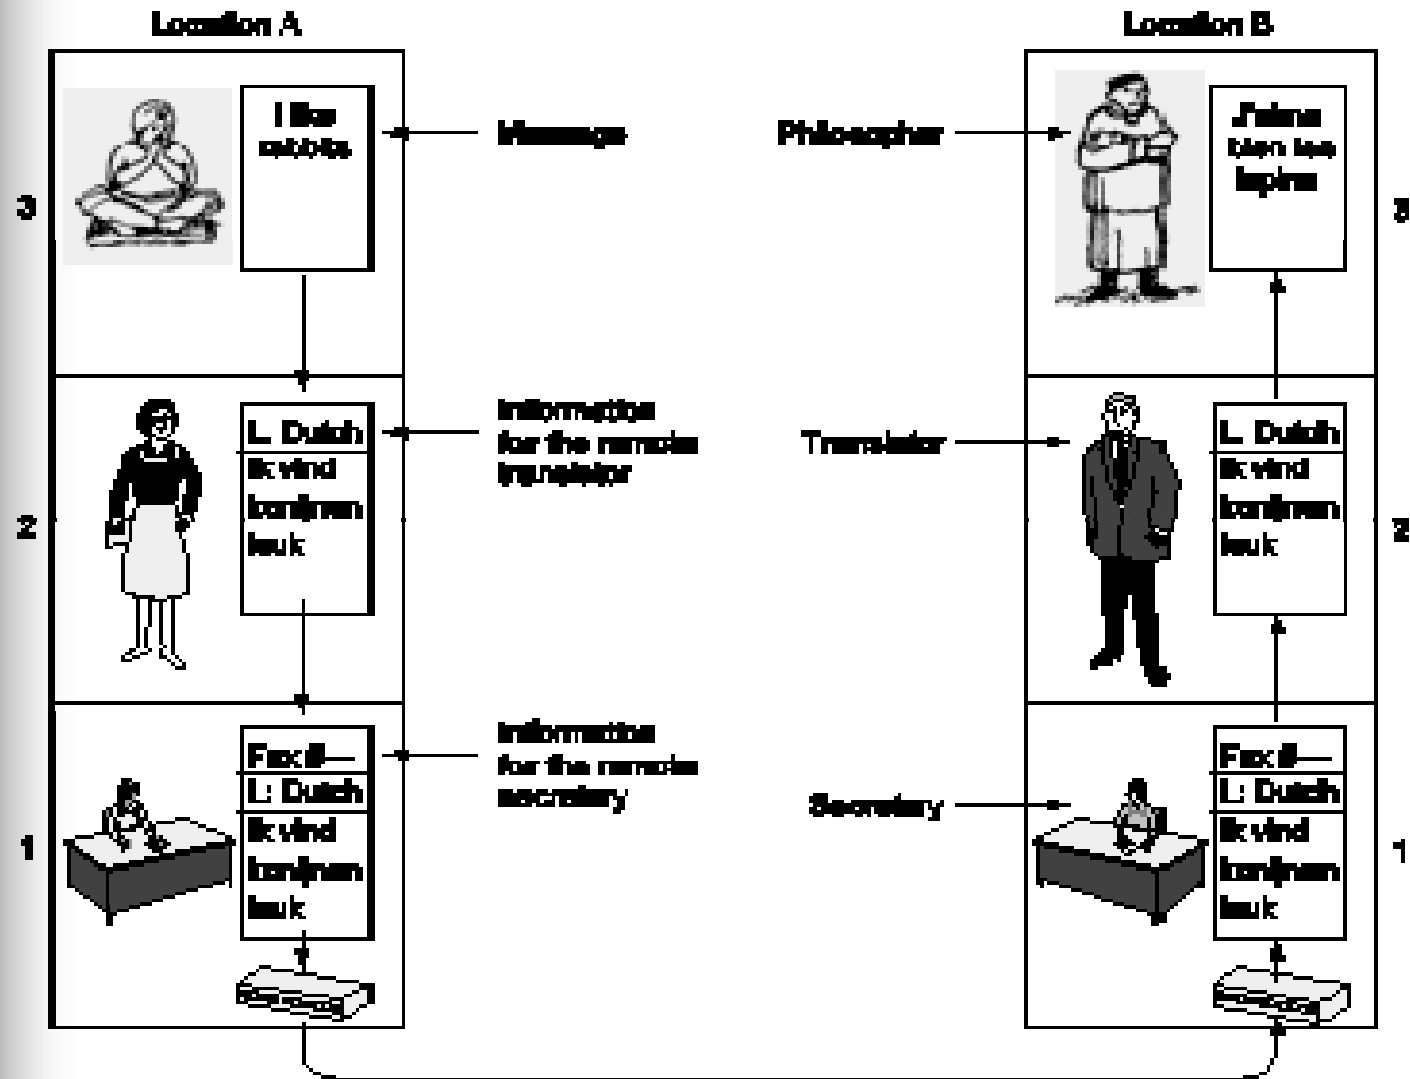 Location A
Location B
3
I like
rabbits
Message
Philosopher
J'aime
bien les
lapins
3
2
L: Dutch
Ik vind
konijnen
leuk
Information
for the remote
translator
Translator
L: Dutch
Ik vind
konijnen
leuk
2
1
Fax #—
L: Dutch
Ik vind
konijnen
leuk
Information
for the remote
secretary
Secretary
Fax #—
L: Dutch
Ik vind
konijnen
leuk
1